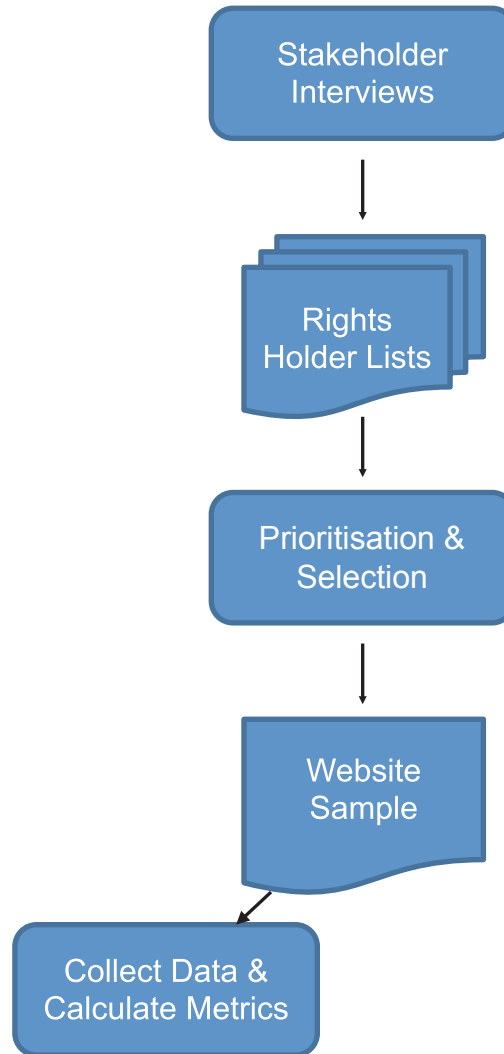 Stakeholder
Interviews
Rights
Holder Lists
Prioritisation &
Selection
Website
Sample
Collect Data &
Calculate Metrics